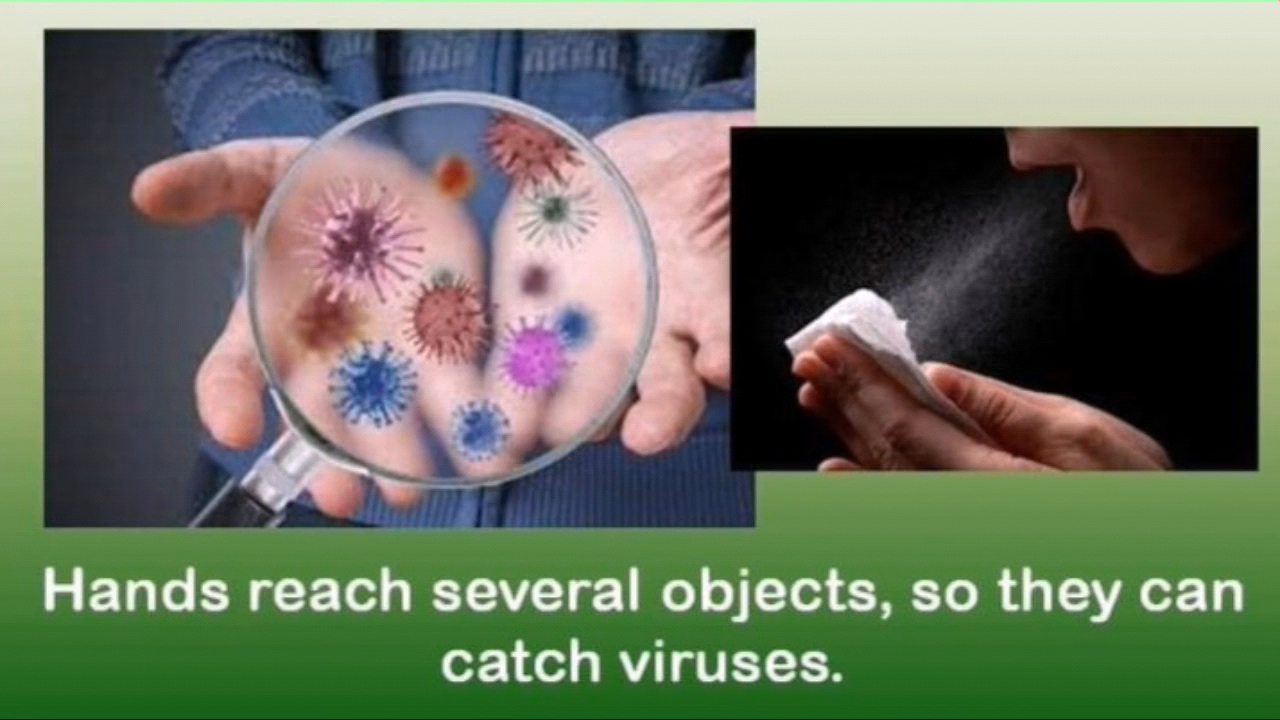 Hands reach several objects, so they can
catch viruses.